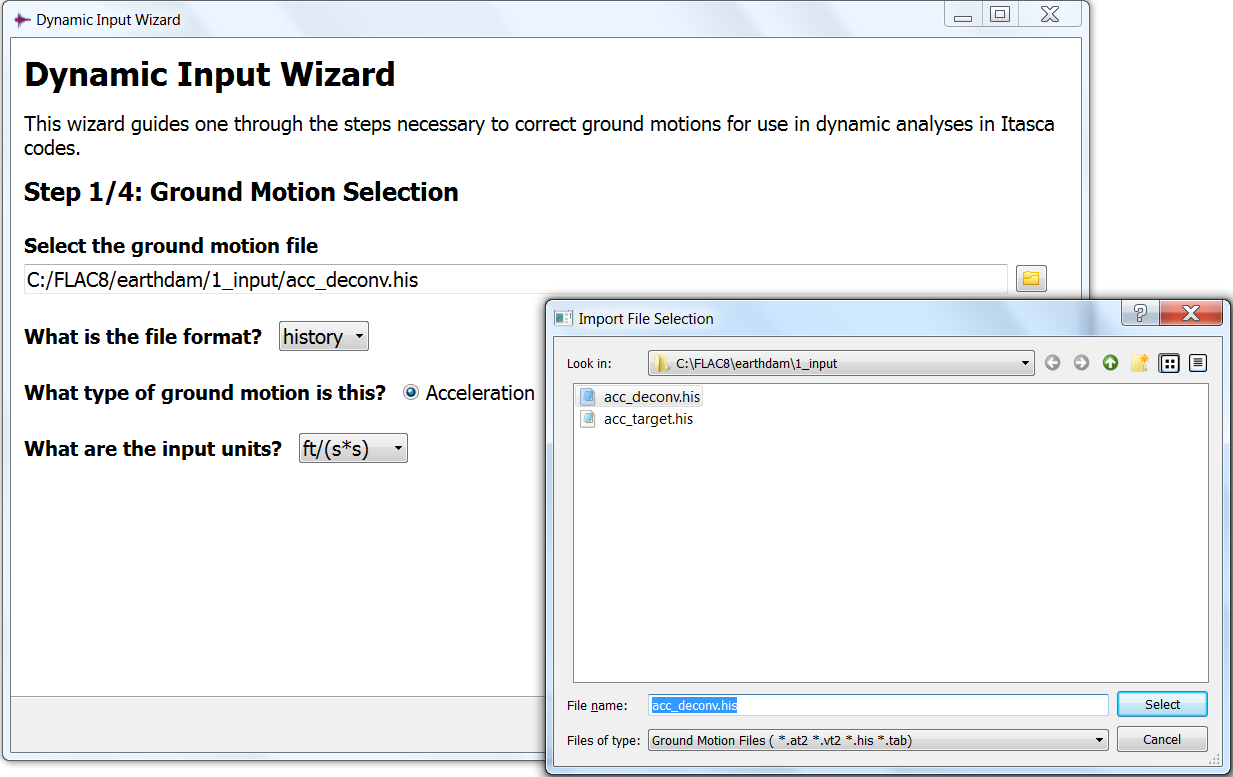 Dynamic Input Wizard
Dynamic Input Wizard
This wizard guides one through the steps necessary to correct ground motions for use in dynamic analyses in Itasca
codes.
Step 1/4: Ground Motion Selection
Select the ground motion file
C:/FLAC8/earthdam/1_input/acc_deconv.his
What is the file format? history
What type of ground motion is this? Acceleration
What are the input units? ft/(s*s)
Import File Selection
Look in: C:\FLAC8\earthdam\1_input
acc_deconv.his
acc_target.his
File name: acc_deconv.his Select
Files of type: Ground Motion Files ( *.at2 *.vt2 *.his *.tab) Cancel